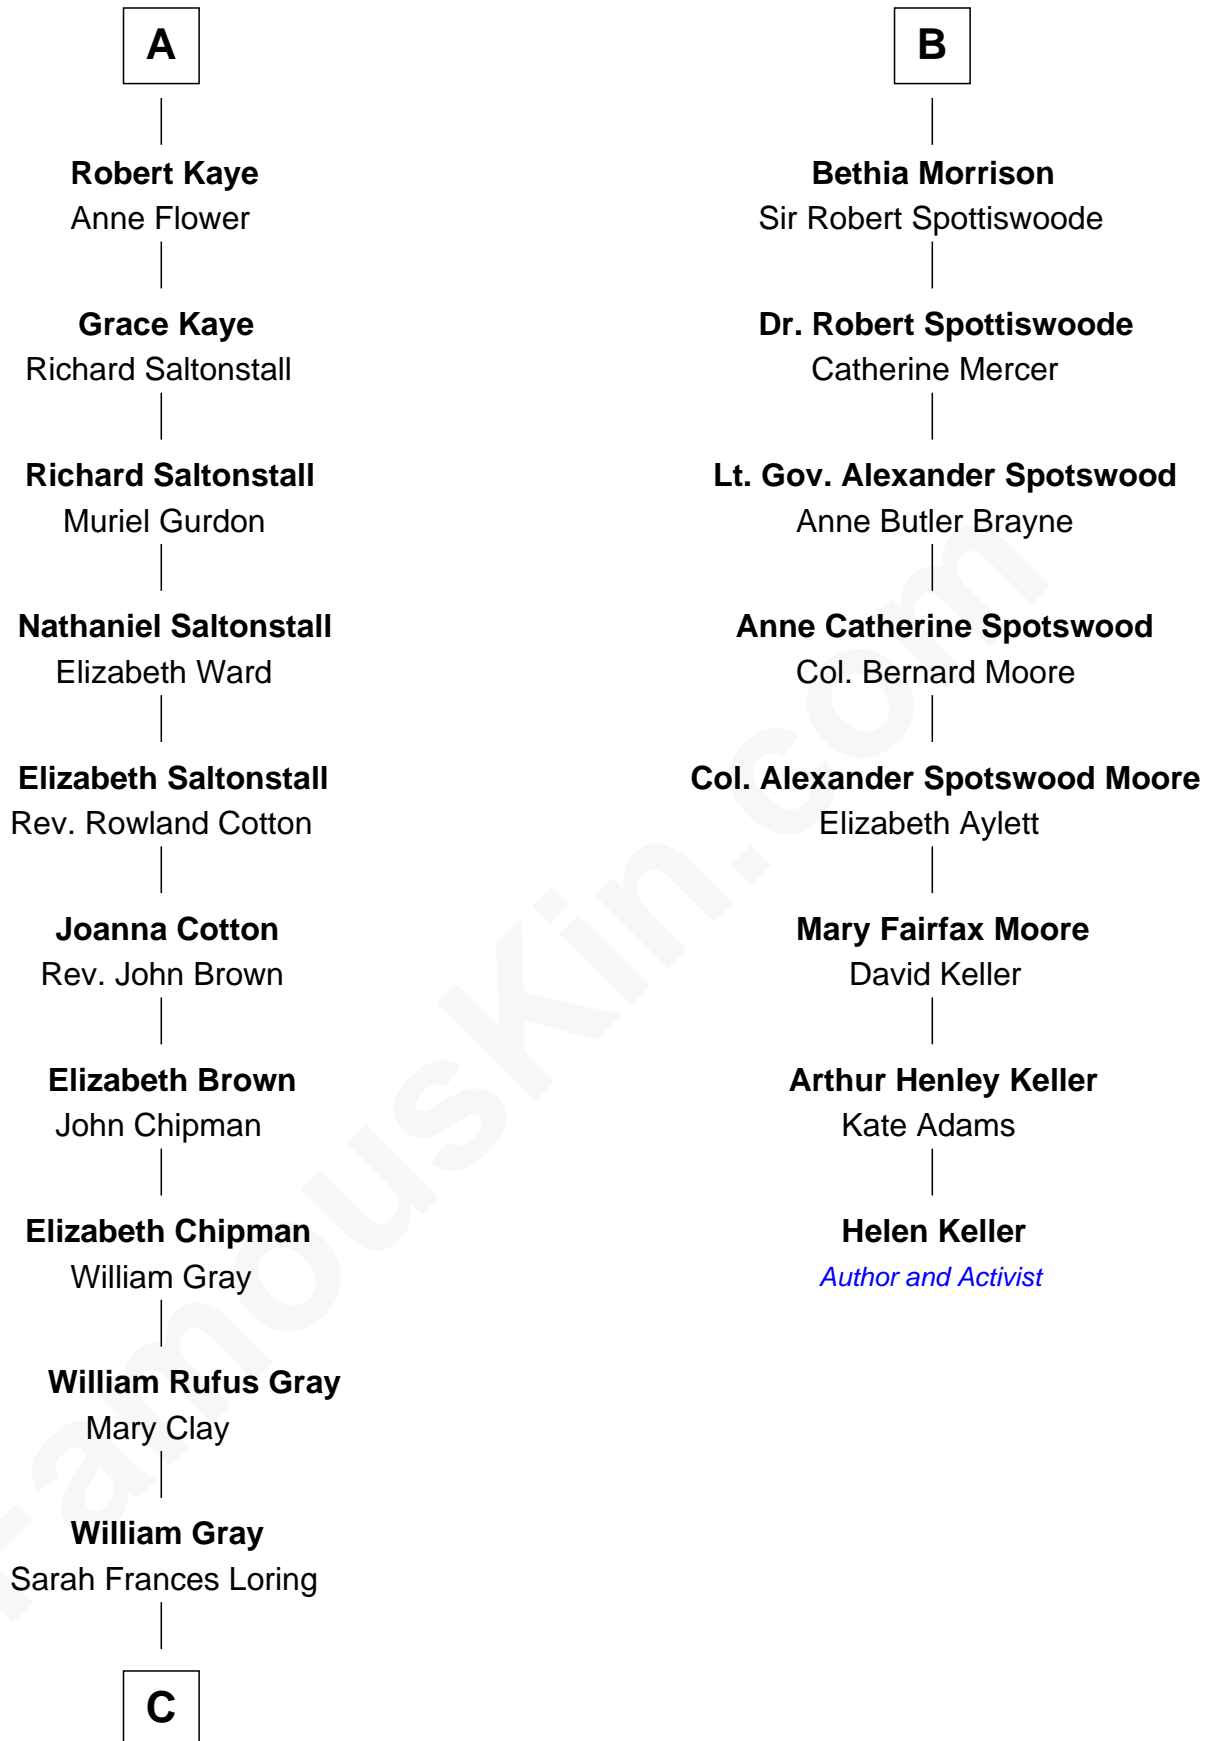 A
Robert Kaye
Anne Flower
Grace Kaye
Richard Saltonstall
Richard Saltonstall
Muriel Gurdon
Nathaniel Saltonstall
Elizabeth Ward
Elizabeth Saltonstall
Rev. Rowland Cotton
Joanna Cotton
Rev. John Brown
Elizabeth Brown
John Chipman
Elizabeth Chipman
William Gray
William Rufus Gray
Mary Clay
William Gray
Sarah Frances Loring
C
B
Bethia Morrison
Sir Robert Spottiswoode
Dr. Robert Spottiswoode
Catherine Mercer
Lt. Gov. Alexander Spotswood
Anne Butler Brayne
Anne Catherine Spotswood
Col. Bernard Moore
Col. Alexander Spotswood Moore
Elizabeth Aylett
Mary Fairfax Moore
David Keller
Arthur Henley Keller
Kate Adams
Helen Keller
Author and Activist
FamousKin.com